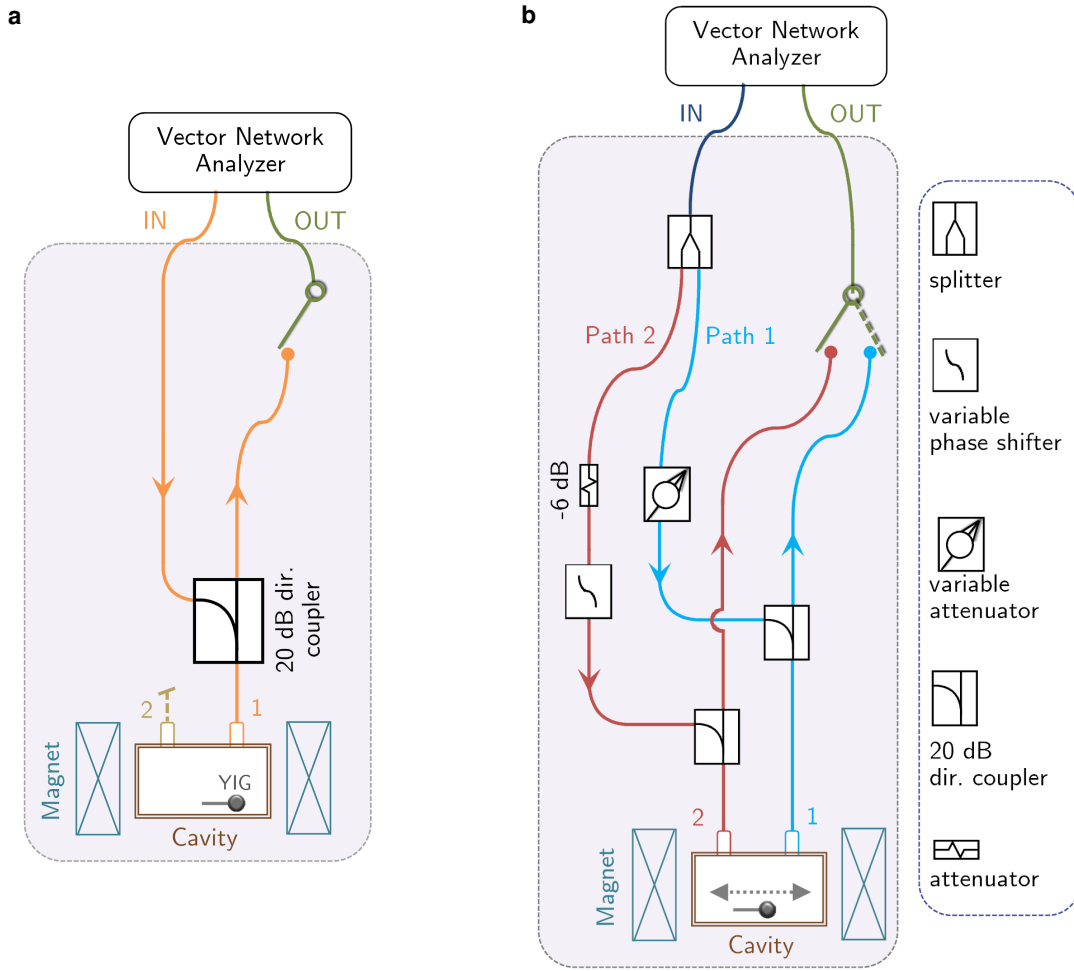 a
Vector Network
Analyzer
IN
OUT
20 dB dir.
coupler
2
1
Magnet
YIG
Cavity
b
Vector Network
Analyzer
IN
OUT
Path 2
Path 1
-6 dB
2
1
Magnet
Cavity
splitter
variable
phase shifter
variable
attenuator
20 dB
dir. coupler
attenuator